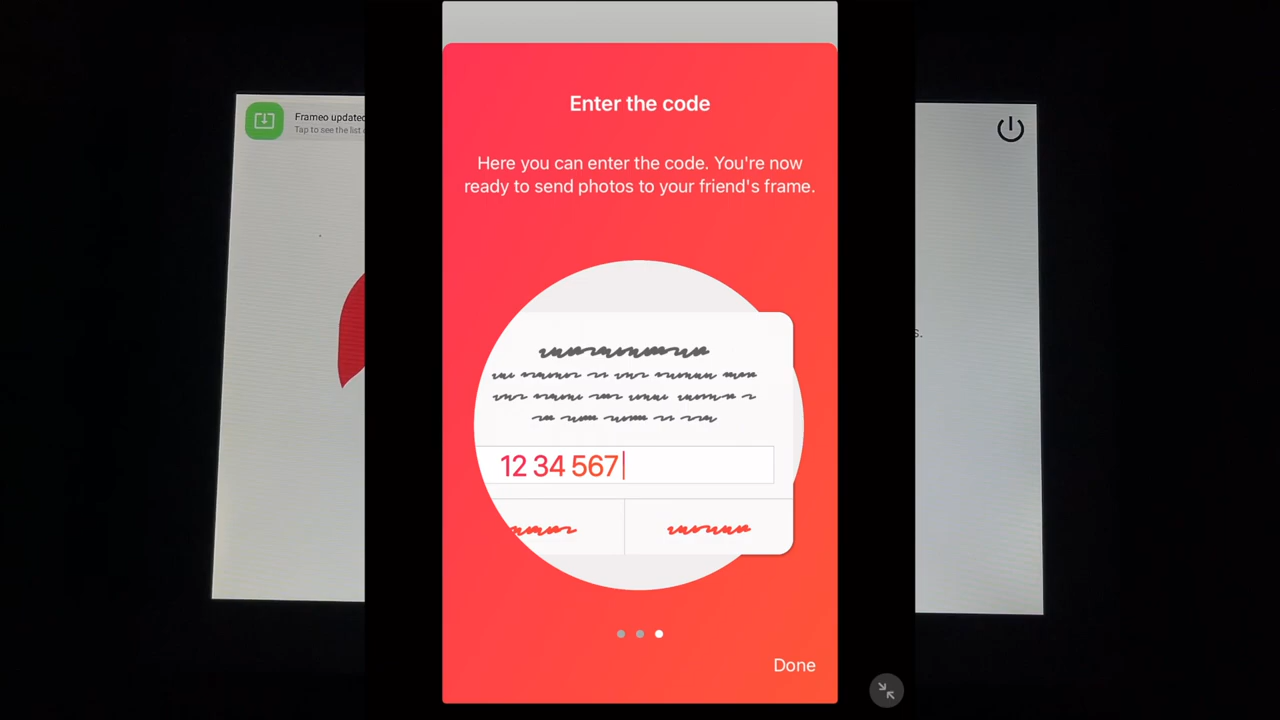 Frameo updated
Tap to see the list
Enter the code
Here you can enter the code. You're now
ready to send photos to your friend's frame.
s.
12 34 567
Done